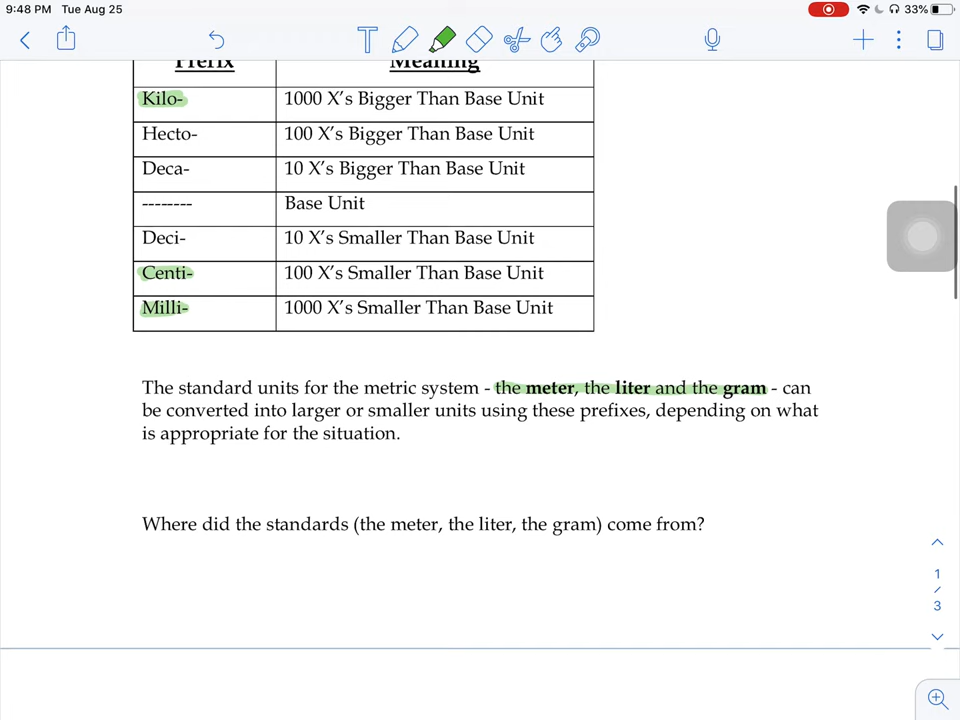 9:48 PM Tue Aug 25 33%
Prefix Meaning
Kilo- 1000 X's Bigger Than Base Unit
Hecto- 100 X's Bigger Than Base Unit
Deca- 10 X's Bigger Than Base Unit
-------- Base Unit
Deci- 10 X's Smaller Than Base Unit
Centi- 100 X's Smaller Than Base Unit
Milli- 1000 X's Smaller Than Base Unit
The standard units for the metric system - the meter, the liter and the gram - can
be converted into larger or smaller units using these prefixes, depending on what
is appropriate for the situation.
Where did the standards (the meter, the liter, the gram) come from?
1
/
3